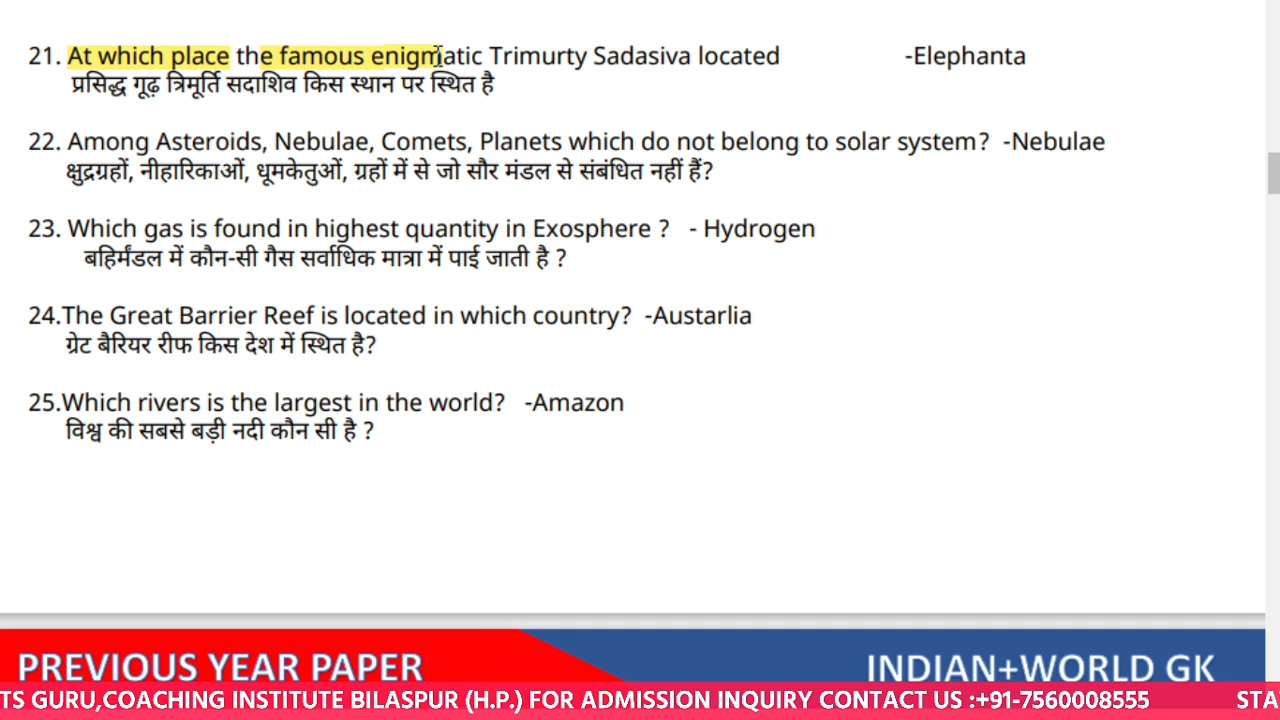 21. At which place the famous enigmatic Trimurty Sadasiva located -Elephanta
प्रसिद्ध गूढ़ त्रिमूर्ति सदाशिव किस स्थान पर स्थित है
22. Among Asteroids, Nebulae, Comets, Planets which do not belong to solar system? -Nebulae
क्षुद्रग्रहों, नीहारिकाओं, धूमकेतुओं, ग्रहों में से जो सौर मंडल से संबंधित नहीं हैं?
23. Which gas is found in highest quantity in Exosphere ? - Hydrogen
बहिर्मंडल में कौन-सी गैस सर्वाधिक मात्रा में पाई जाती है ?
24.The Great Barrier Reef is located in which country? -Austarlia
ग्रेट बैरियर रीफ किस देश में स्थित है?
25.Which rivers is the largest in the world? -Amazon
विश्व की सबसे बड़ी नदी कौन सी है ?
PREVIOUS YEAR PAPER INDIAN+WORLD GK
TS GURU,COACHING INSTITUTE BILASPUR (H.P.) FOR ADMISSION INQUIRY CONTACT US :+91-7560008555 STA